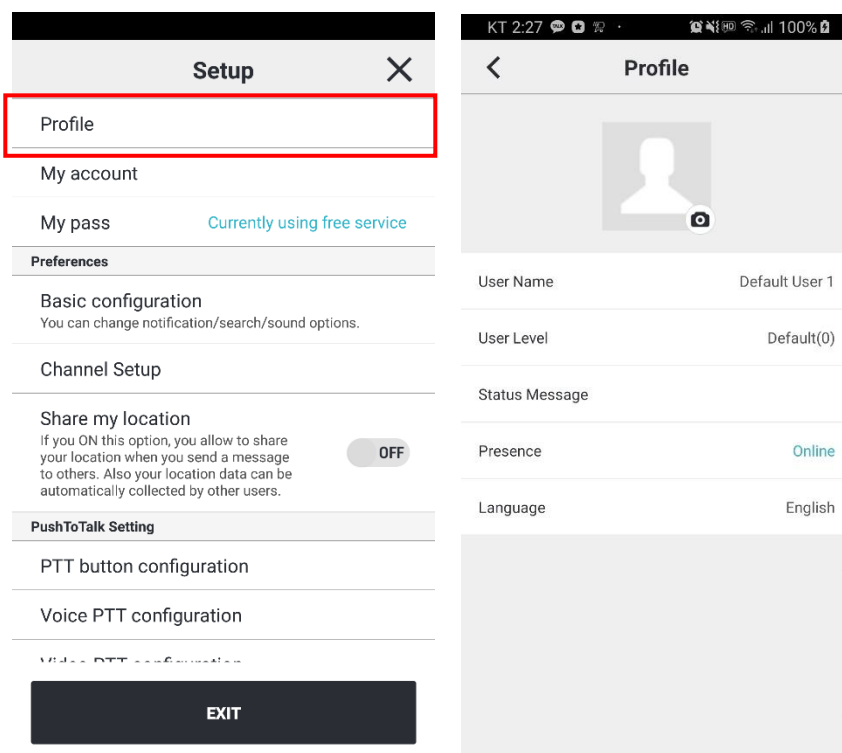 Setup
Profile
My account
My pass Currently using free service
Preferences
Basic configuration
You can change notification/search/sound options.
Channel Setup
Share my location
If you ON this option, you allow to share
your location when you send a message
to others. Also your location data can be
automatically collected by other users.
OFF
PushToTalk Setting
PTT button configuration
Voice PTT configuration
Video PTT configuration
EXIT
KT 2:27 100%
Profile
User Name Default User 1
User Level Default(0)
Status Message
Presence Online
Language English